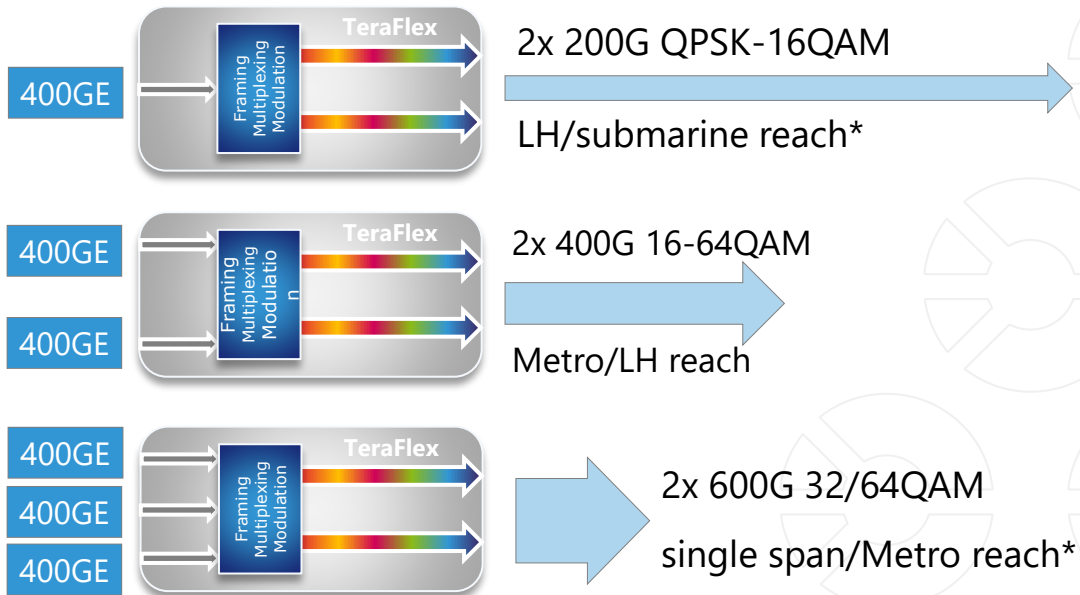 TeraFlex
400GE
Framing
Multiplexing
Modulation
2x 200G QPSK-16QAM
LH/submarine reach*
TeraFlex
400GE
400GE
Framing
Multiplexing
Modulatio
n
2x 400G 16-64QAM
Metro/LH reach
TeraFlex
400GE
400GE
400GE
Framing
Multiplexing
Modulation
2x 600G 32/64QAM
single span/Metro reach*